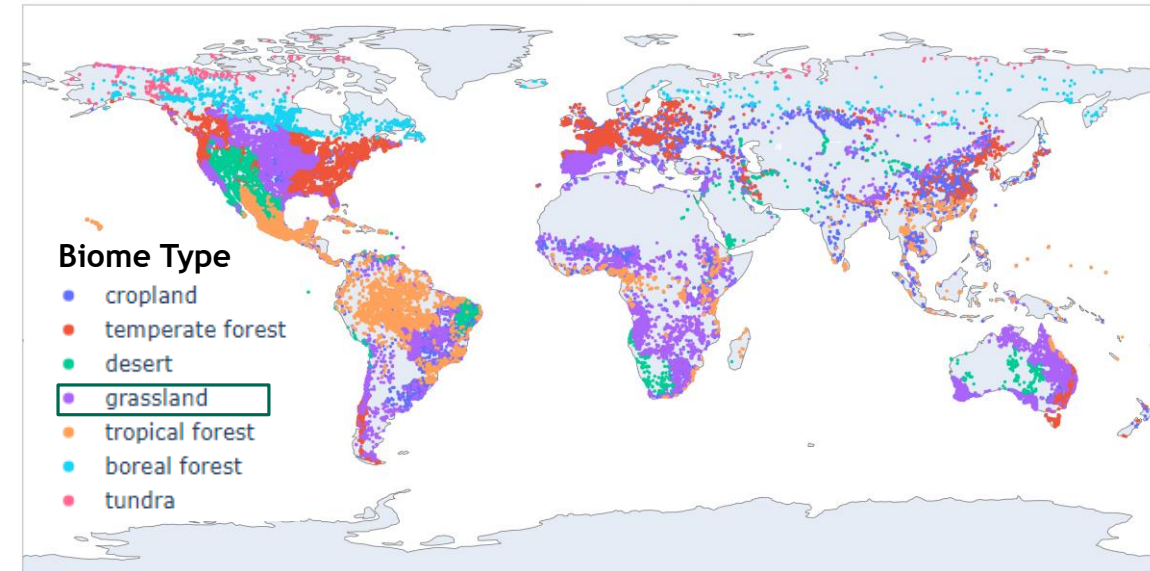 Biome Type
cropland
temperate forest
desert
grassland
tropical forest
boreal forest
tundra